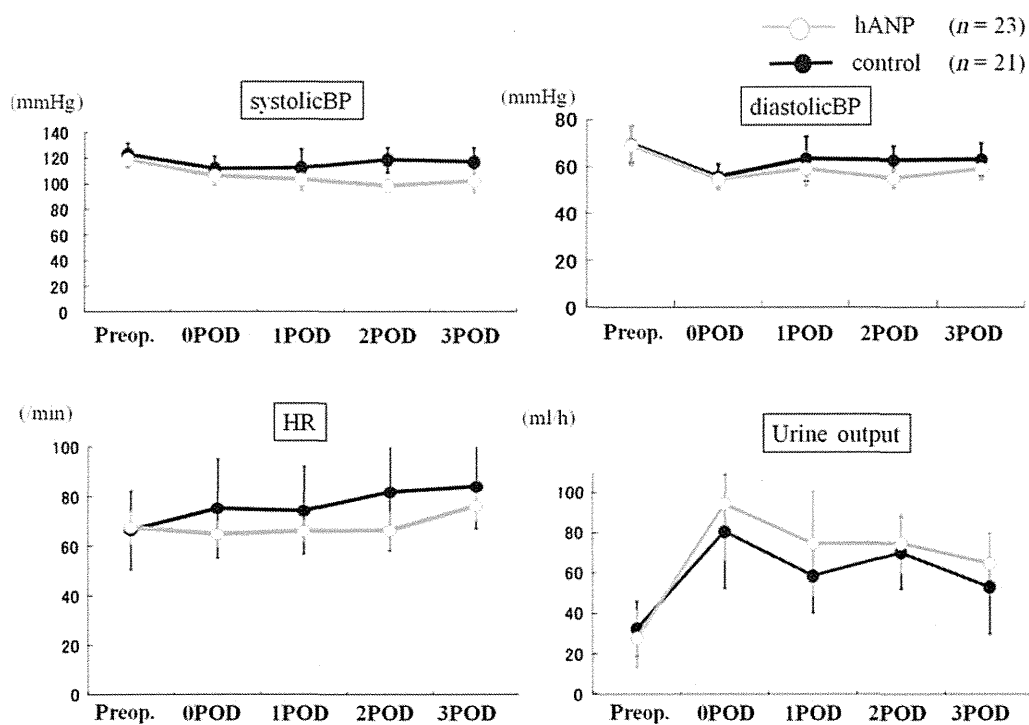 hANP (n = 23)
control (n = 21)
(mmHg)
systolicBP
140
120
100
80
60
40
20
0
Preop. 0POD 1POD 2POD 3POD
(mmHg)
diastolicBP
80
60
40
20
0
Preop. 0POD 1POD 2POD 3POD
(/min)
HR
100
80
60
40
20
0
Preop. 0POD 1POD 2POD 3POD
(ml/h)
Urine output
100
80
60
40
20
0
Preop. 0POD 1POD 2POD 3POD